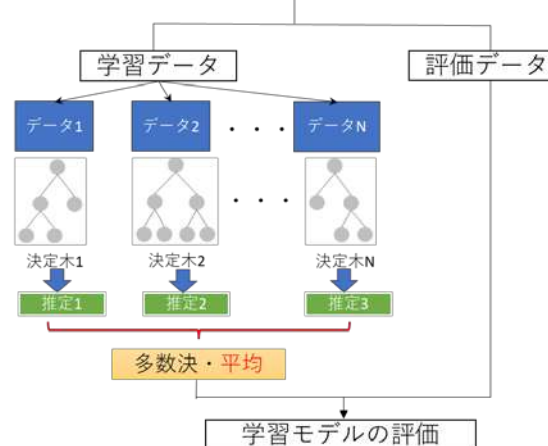 学習データ
評価データ
データ1
データ2
・・・
データN
・・・
決定木1
決定木2
決定木N
推定1
推定2
推定3
多数決・平均
学習モデルの評価